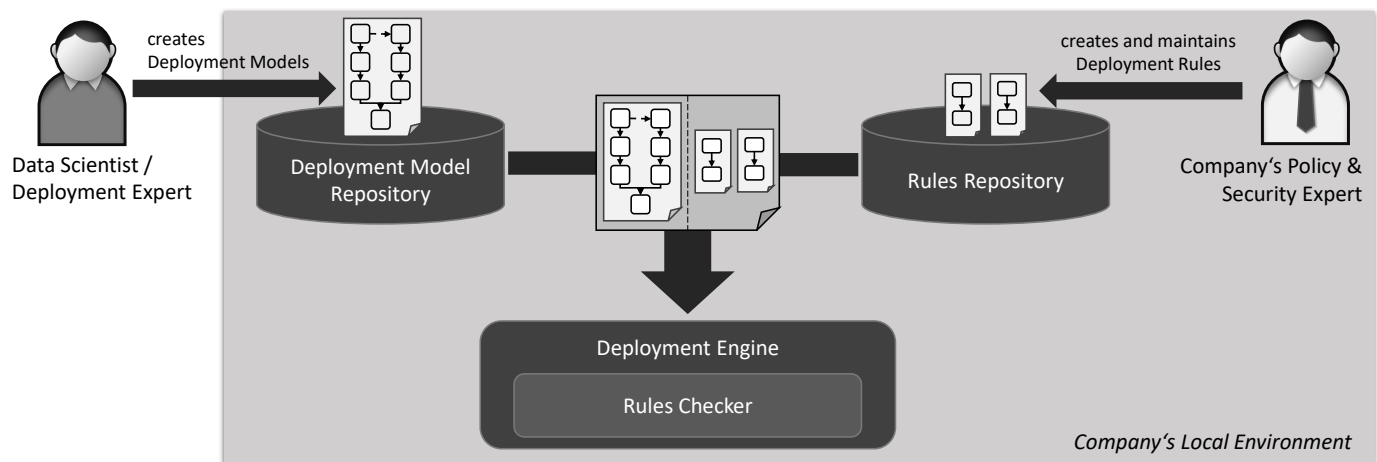 creates
Deployment Models
creates and maintains
Deployment Rules
Data Scientist /
Deployment Expert
Deployment Model
Repository
Rules Repository
Company‘s Policy &
Security Expert
Deployment Engine
Rules Checker
Company‘s Local Environment